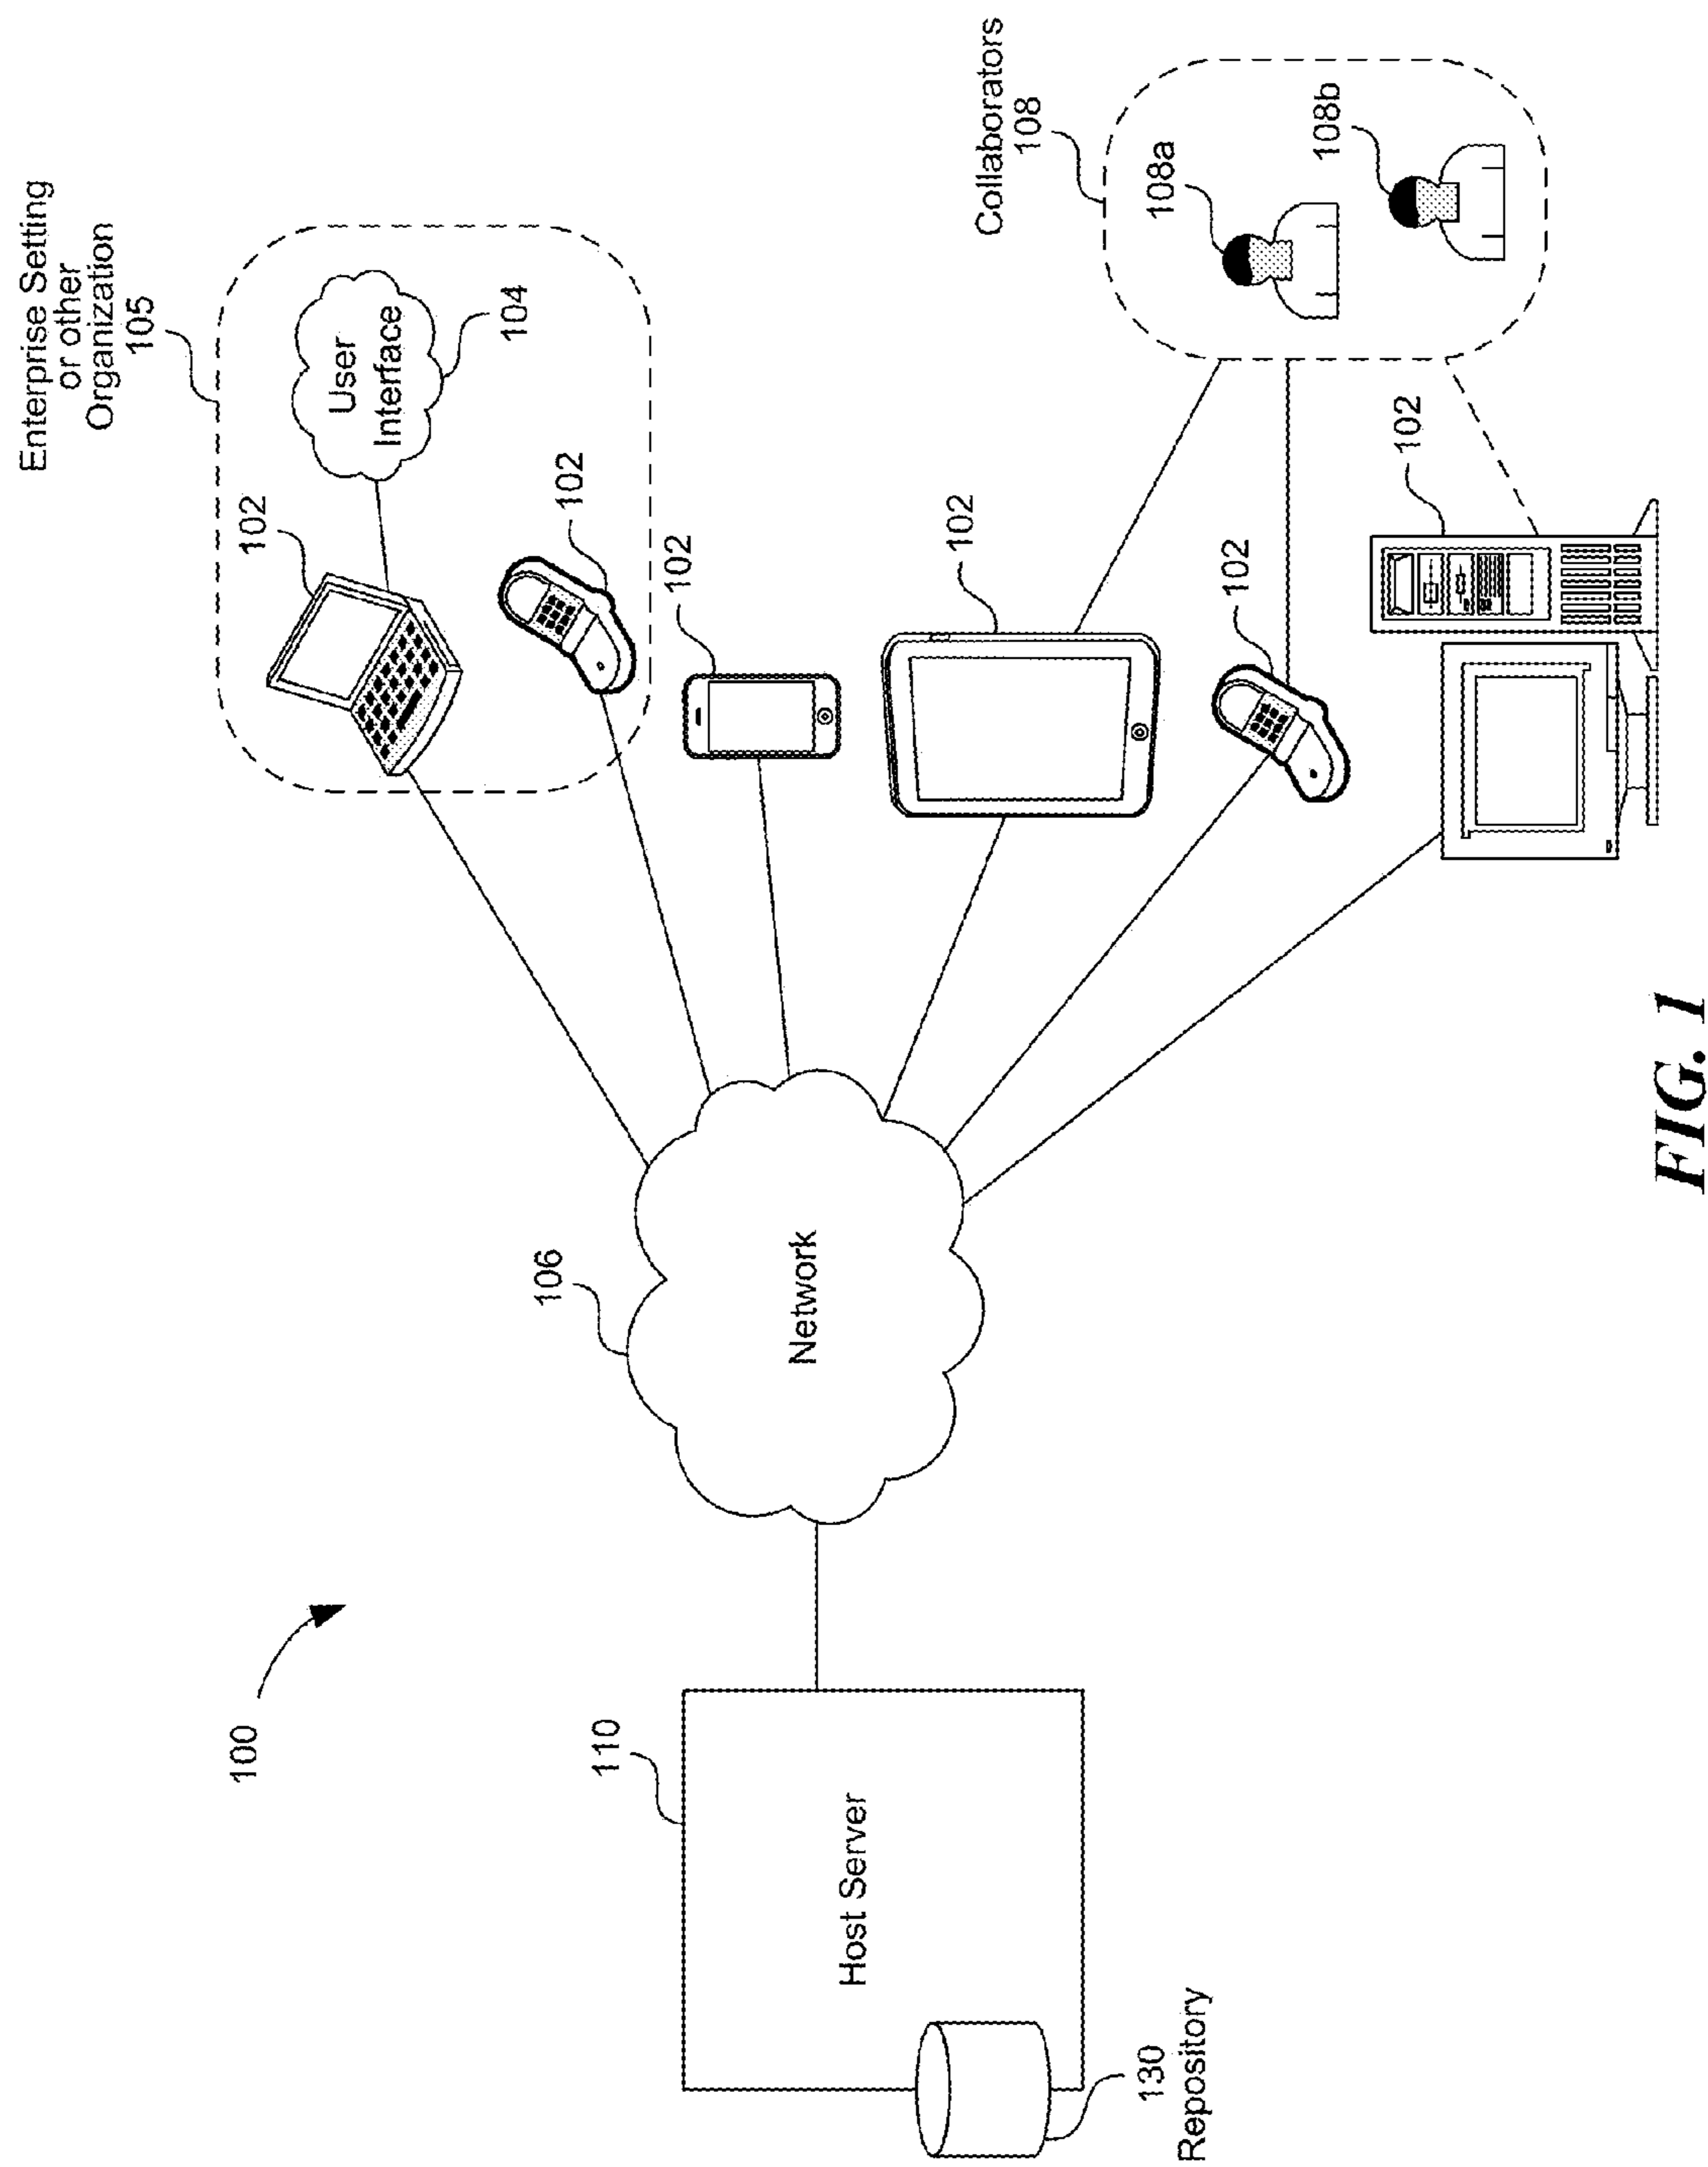 Enterprise Setting
or other
Organization
105
102
User
Interface
104
102
102
Collaborators
108
108a
108b
102
102
102
106
Network
100
110
Host Server
130
Repository
FIG. 1